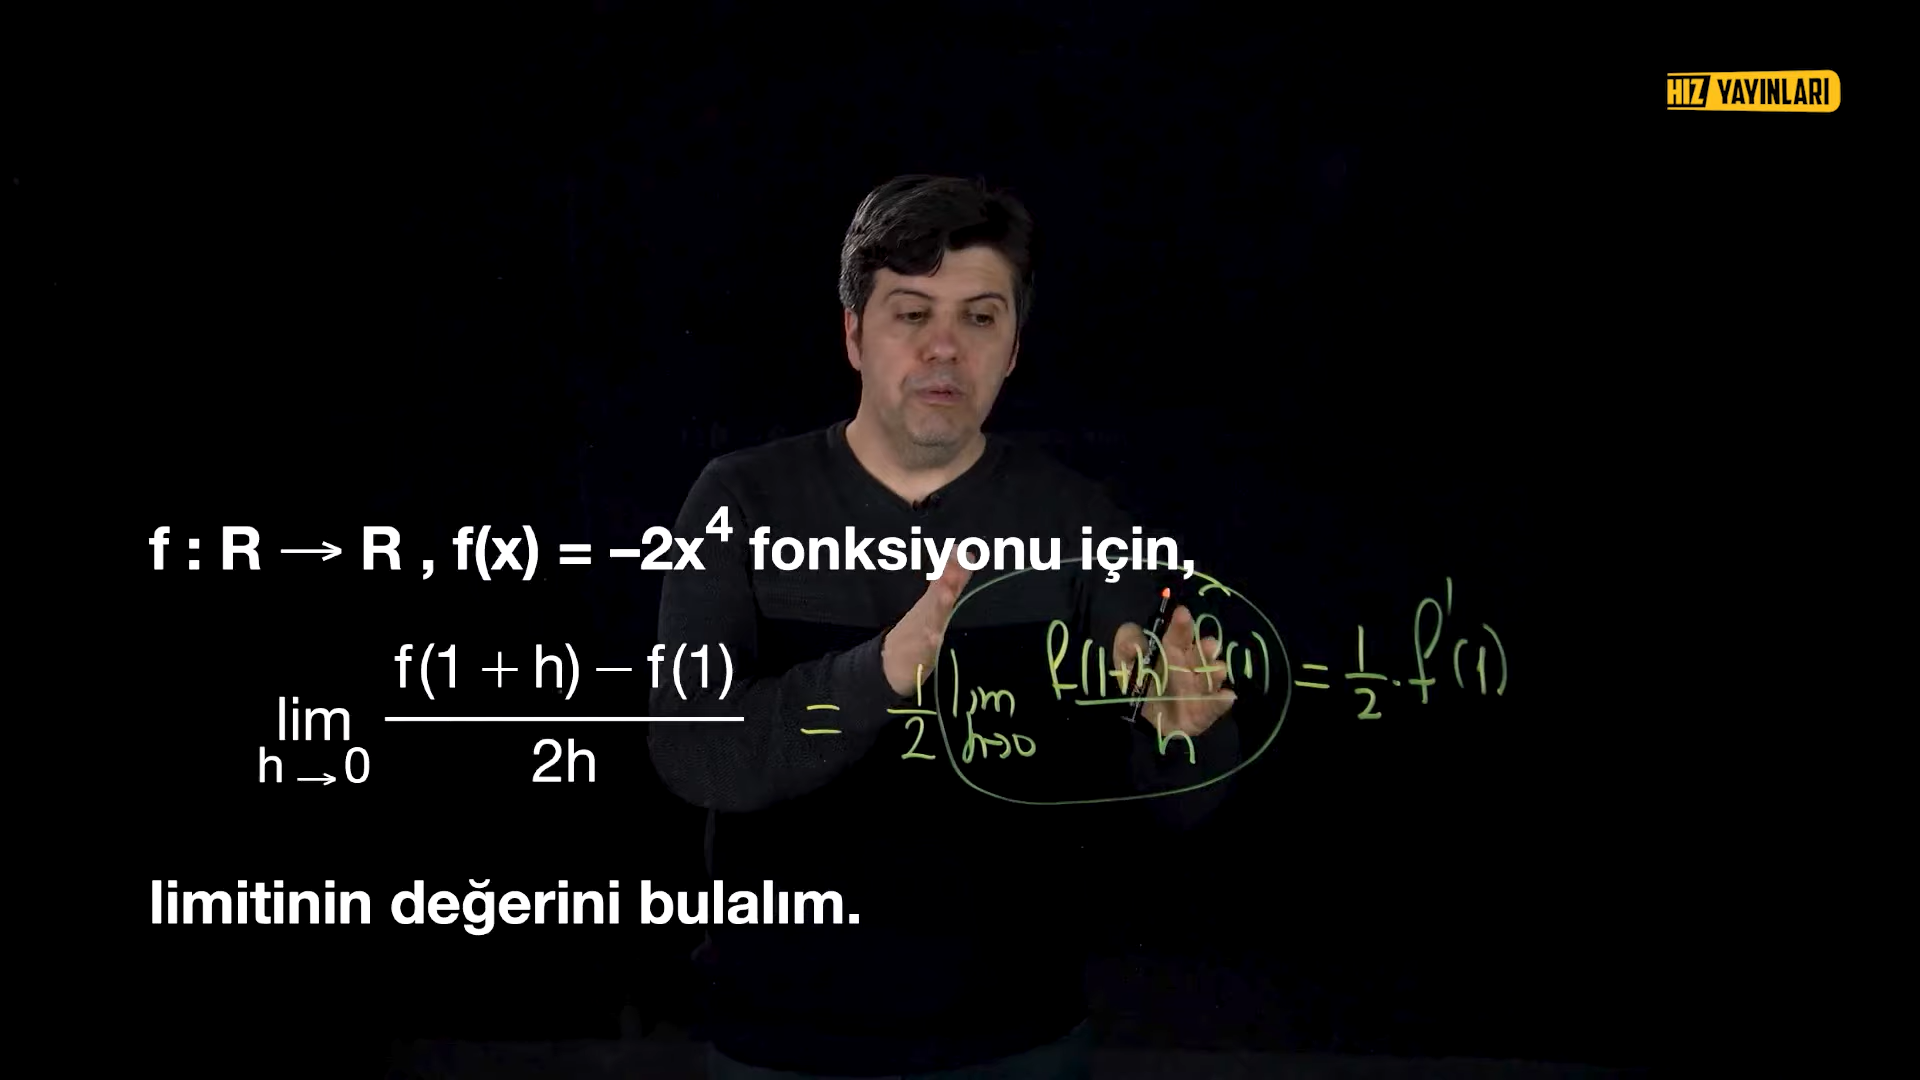 HIZ YAYINLARI
f : R → R , f(x) = –2x⁴ fonksiyonu için,
lim h→0 f(1 + h) – f(1) / 2h = 1/2 lim h→0 f(1+h)-f(1) / h = 1/2 · f'(1)
limitinin değerini bulalım.